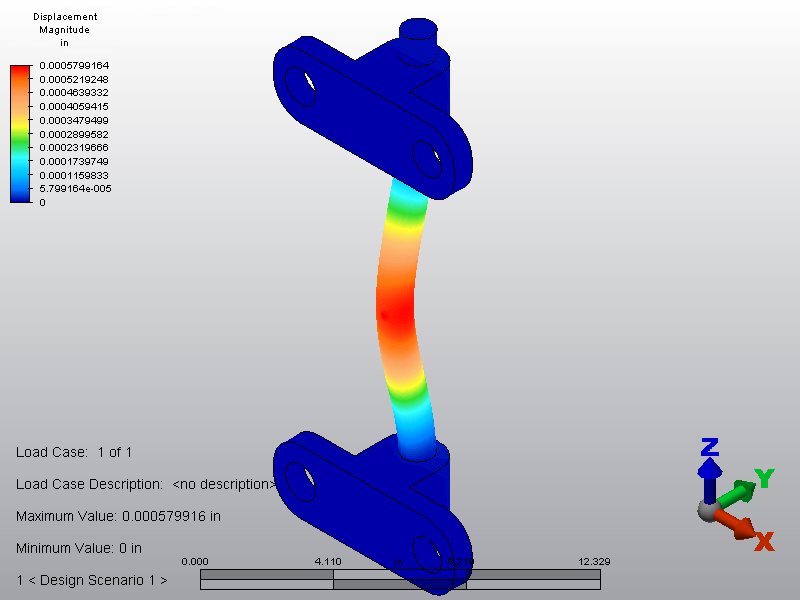 Displacement
Magnitude
in
0.0005799164
0.0005219248
0.0004639332
0.0004059415
0.0003479499
0.0002899582
0.0002319666
0.0001739749
0.0001159833
5.799164e-005
0
Load Case: 1 of 1
Load Case Description: <no description>
Maximum Value: 0.000579916 in
Minimum Value: 0 in
1 < Design Scenario 1 >
0.000 4.110 12.329
Z
Y
X